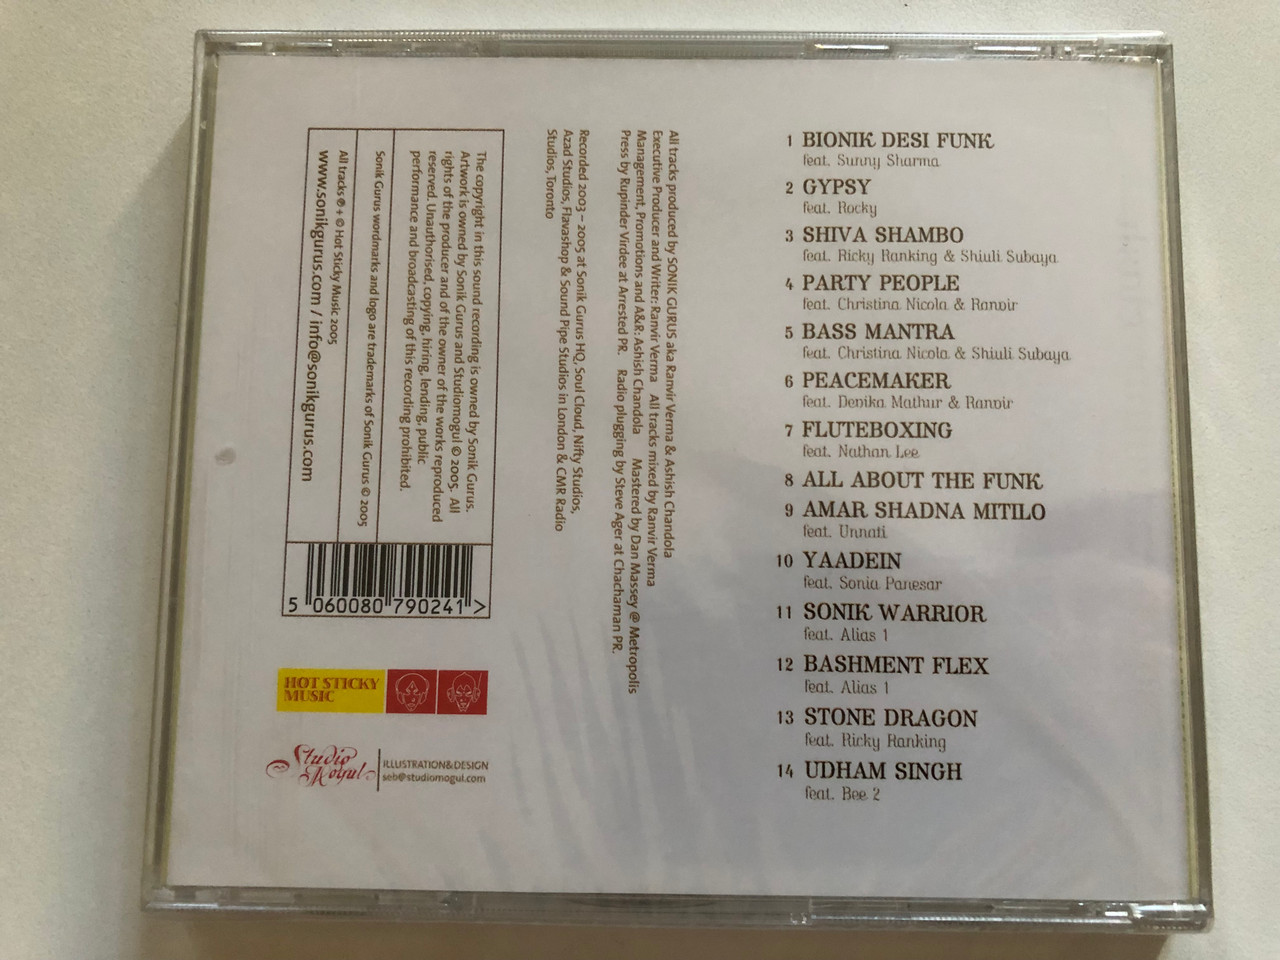 1 BIONIK DESI FUNK
feat. Sunny Sharma
2 GYPSY
feat. Rocky
3 SHIVA SHAMBO
feat. Ricky Ranking & Shiuli Subaya
4 PARTY PEOPLE
feat. Christina Nicola & Ranvir
5 BASS MANTRA
feat. Christina Nicola & Shiuli Subaya
6 PEACEMAKER
feat. Denika Mathur & Ranvir
7 FLUTEBOXING
feat. Nathan Lee
8 ALL ABOUT THE FUNK
9 AMAR SHADNA MITILO
feat. Unnati
10 YAADEIN
feat. Sonia Panesar
11 SONIK WARRIOR
feat. Alias 1
12 BASHMENT FLEX
feat. Alias 1
13 STONE DRAGON
feat. Ricky Ranking
14 UDHAM SINGH
feat. Bee 2
All tracks produced by SONIK GURUS aka Ranvir Verma & Ashish Chandola
Executive Producer and Writer: Ranvir Verma All tracks mixed by Ranvir Verma
Management, Promotions and A&R: Ashish Chandola Mastered by Dan Massey @ Metropolis
Press by Rupinder Virdee at Arrested PR. Radio plugging by Steve Ager at Chachaman PR.
Recorded 2003 – 2005 at Sonik Gurus HQ, Soul Cloud, Nifty Studios,
Azad Studios, Flavashop & Sound Pipe Studios in London & CMR Radio
Studios, Toronto
The copyright in this sound recording is owned by Sonik Gurus.
Artwork is owned by Sonik Gurus and Studiomogul © 2005. All
rights of the producer and of the owner of the works reproduced
reserved. Unauthorised, copying, hiring, lending, public
performance and broadcasting of this recording prohibited.
Sonik Gurus wordmarks and logo are trademarks of Sonik Gurus © 2005
All tracks ℗ + © Hot Sticky Music 2005
www.sonikgurus.com / info@sonikgurus.com
5 060080 790241 >
HOT STICKY
MUSIC
Studio
Mogul
ILLUSTRATION&DESIGN
seb@studiomogul.com